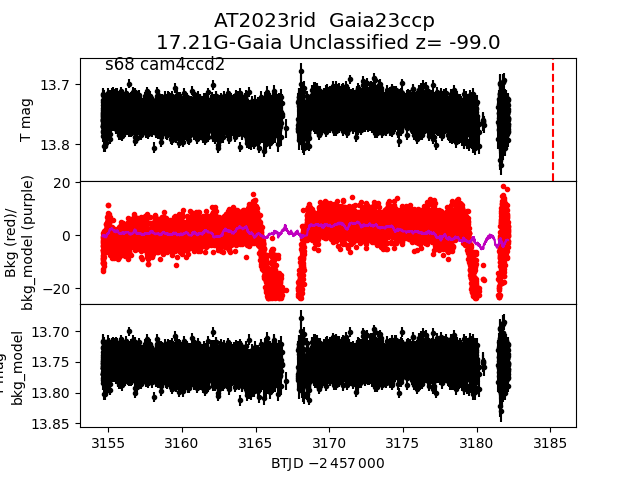 AT2023rid  Gaia23ccp
17.21G-Gaia Unclassified z= -99.0
s68 cam4ccd2
T mag
13.7
13.8
Bkg (red)/
bkg_model (purple)
20
0
−20
mag
bkg_model
13.70
13.75
13.80
13.85
3155 3160 3165 3170 3175 3180 3185
BTJD −2 457 000